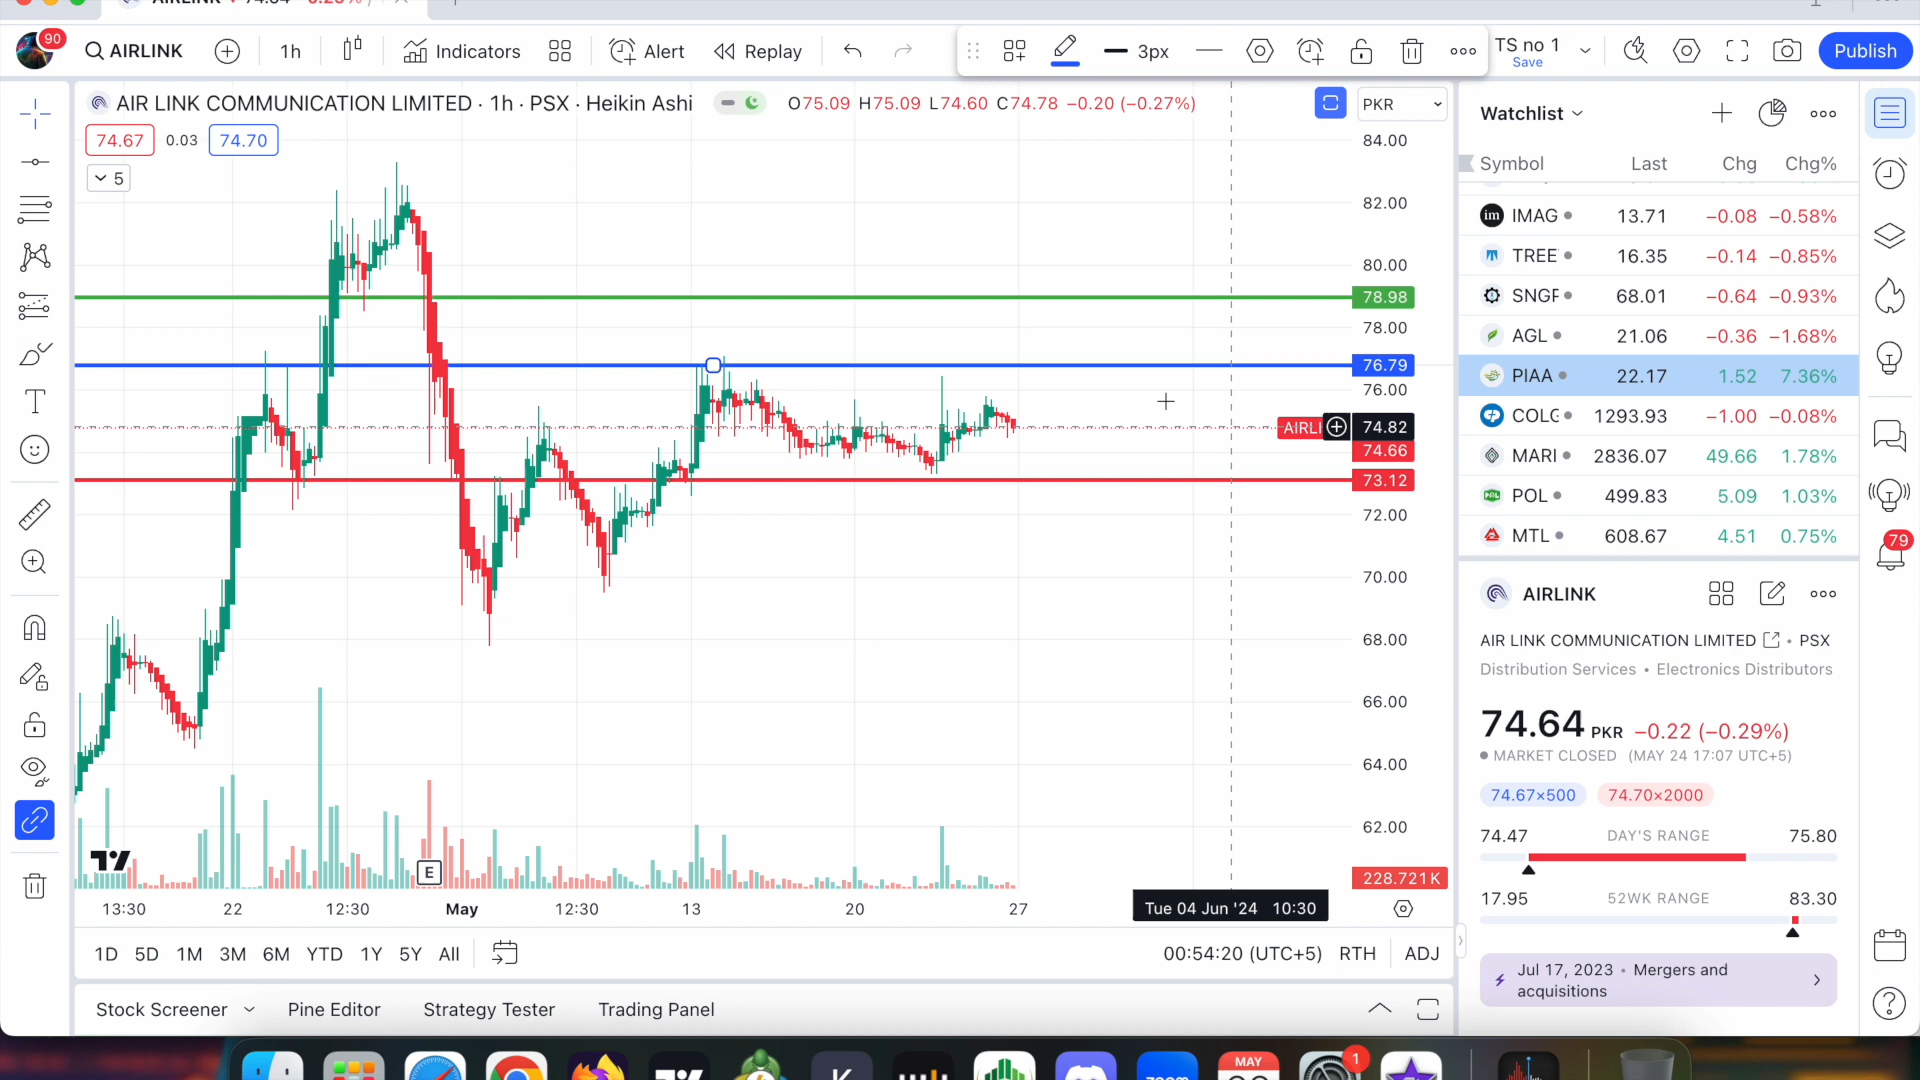 90
AIRLINK
1h
Indicators
Alert
Replay
3px
TS no 1
Save
Publish
AIR LINK COMMUNICATION LIMITED · 1h · PSX · Heikin Ashi
O75.09 H75.09 L74.60 C74.78 −0.20 (−0.27%)
PKR
74.67 0.03 74.70
5
84.00
82.00
80.00
78.98
78.00
76.79
76.00
AIRLI
74.82
74.66
73.12
72.00
70.00
68.00
66.00
64.00
62.00
228.721K
E
13:30 22 12:30 May 12:30 13 20 27
Tue 04 Jun '24 10:30
1D 5D 1M 3M 6M YTD 1Y 5Y All
00:54:20 (UTC+5) RTH ADJ
Stock Screener Pine Editor Strategy Tester Trading Panel
Watchlist
Symbol Last Chg Chg%
im IMAG 13.71 −0.08 −0.58%
TREE 16.35 −0.14 −0.85%
SNGF 68.01 −0.64 −0.93%
AGL 21.06 −0.36 −1.68%
PIAA 22.17 1.52 7.36%
COLG 1293.93 −1.00 −0.08%
MARI 2836.07 49.66 1.78%
POL 499.83 5.09 1.03%
MTL 608.67 4.51 0.75%
AIRLINK
AIR LINK COMMUNICATION LIMITED • PSX
Distribution Services • Electronics Distributors
74.64 PKR −0.22 (−0.29%)
MARKET CLOSED (MAY 24 17:07 UTC+5)
74.67×500 74.70×2000
74.47 DAY'S RANGE 75.80
17.95 52WK RANGE 83.30
Jul 17, 2023 • Mergers and
acquisitions
79
MAY
1